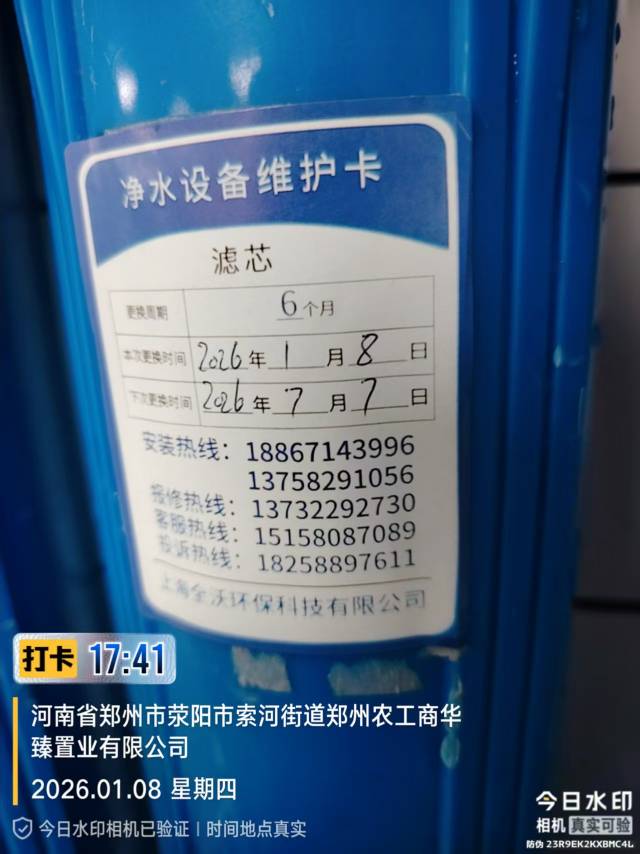 净水设备维护卡
滤芯
更换周期 6个月
本次更换时间 2026年1月8日
下次更换时间 2026年7月7日
安装热线：18867143996
13758291056
报修热线：13732292730
客服热线：15158087089
投诉热线：18258897611
上海全沃环保科技有限公司
打卡 17:41
河南省郑州市荥阳市索河街道郑州农工商华
臻置业有限公司
2026.01.08 星期四
今日水印相机已验证 | 时间地点真实
今日水印
相机 真实可验
防伪 23R9EK2KXBMC4L